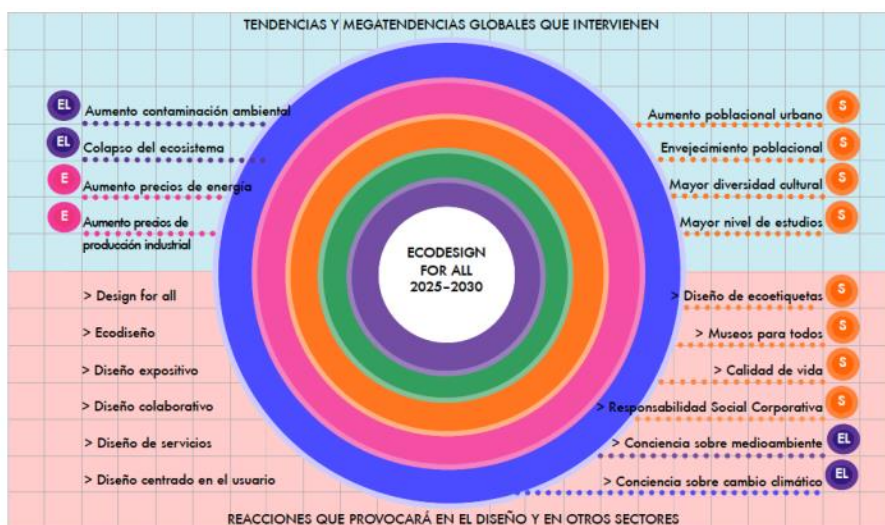 TENDENCIAS Y MEGATENDENCIAS GLOBALES QUE INTERVIENEN
EL Aumento contaminación ambiental
EL Colapso del ecosistema
E Aumento precios de energía
E Aumento precios de
producción industrial
Aumento poblacional urbano S
Envejecimiento poblacional S
Mayor diversidad cultural S
Mayor nivel de estudios S
ECODESIGN
FOR ALL
2025–2030
> Design for all
> Ecodiseño
> Diseño expositivo
> Diseño colaborativo
> Diseño de servicios
> Diseño centrado en el usuario
> Diseño de ecoetiquetas S
> Museos para todos S
> Calidad de vida S
> Responsabilidad Social Corporativa S
> Conciencia sobre medioambiente EL
> Conciencia sobre cambio climático EL
REACCIONES QUE PROVOCARÁ EN EL DISEÑO Y EN OTROS SECTORES